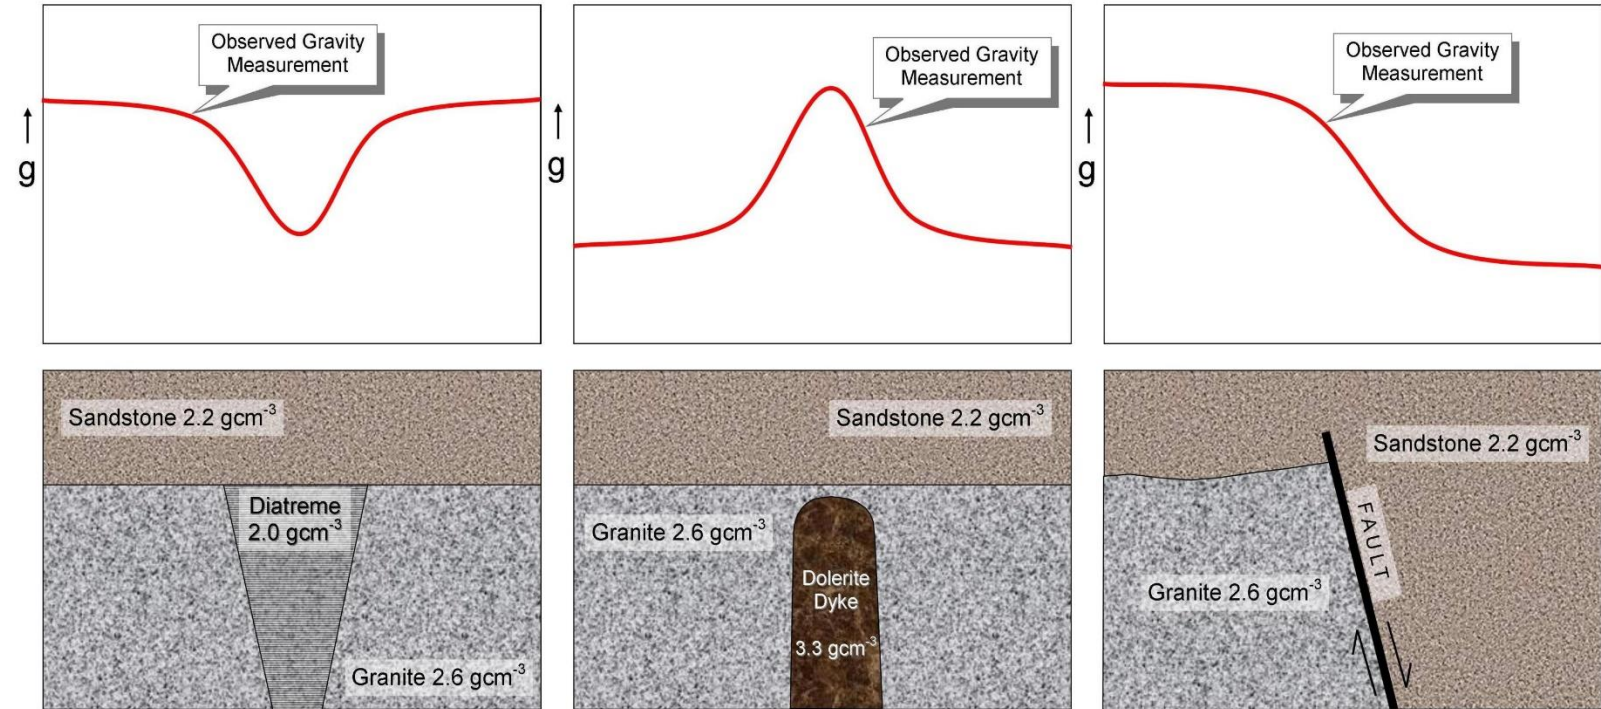 Observed Gravity
Measurement
g
Observed Gravity
Measurement
g
Observed Gravity
Measurement
g
Sandstone 2.2 gcm⁻³
Diatreme
2.0 gcm⁻³
Granite 2.6 gcm⁻³
Sandstone 2.2 gcm⁻³
Granite 2.6 gcm⁻³
Dolerite
Dyke
3.3 gcm⁻³
Sandstone 2.2 gcm⁻³
FAULT
Granite 2.6 gcm⁻³